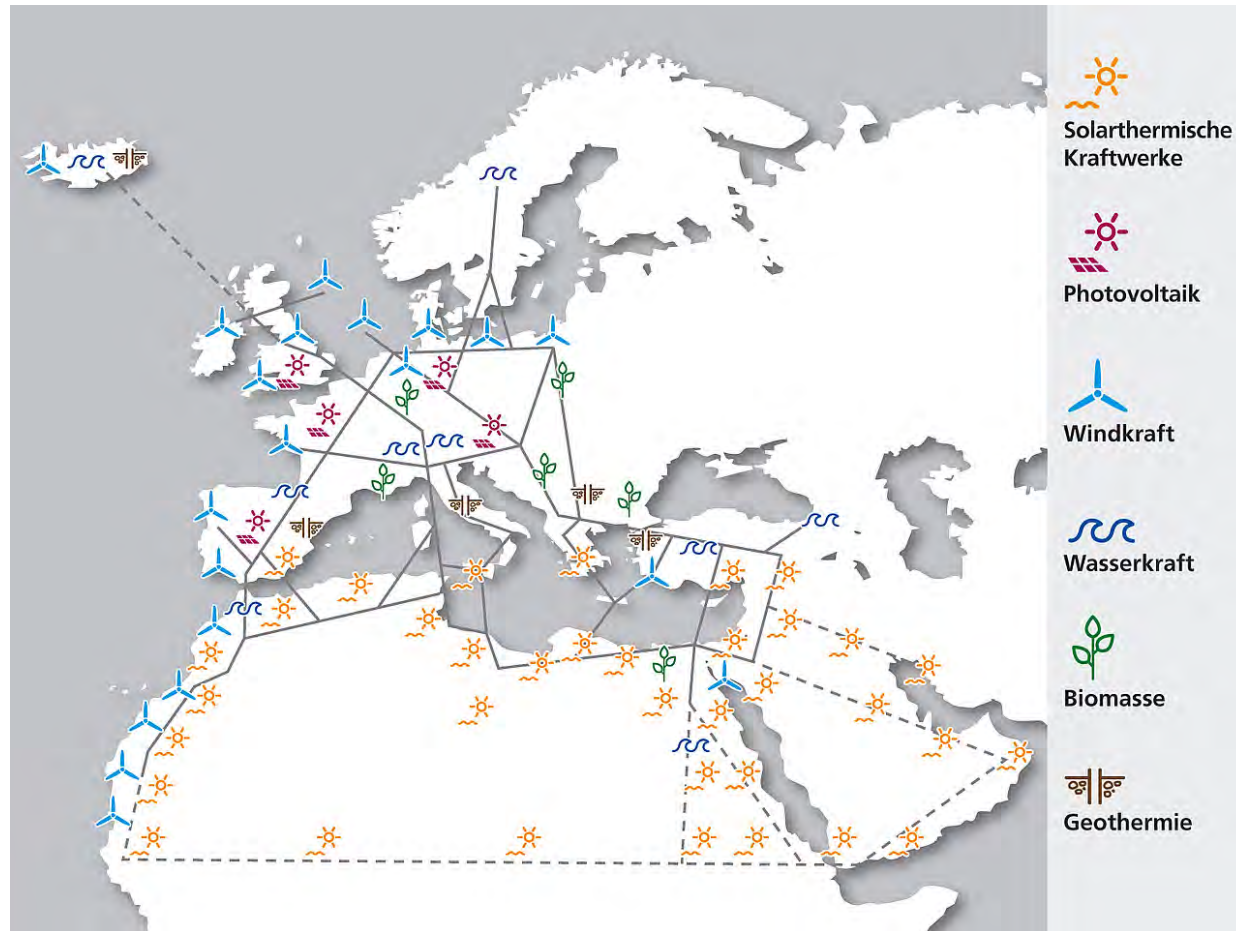 Solarthermische
Kraftwerke
Photovoltaik
Windkraft
Wasserkraft
Biomasse
Geothermie